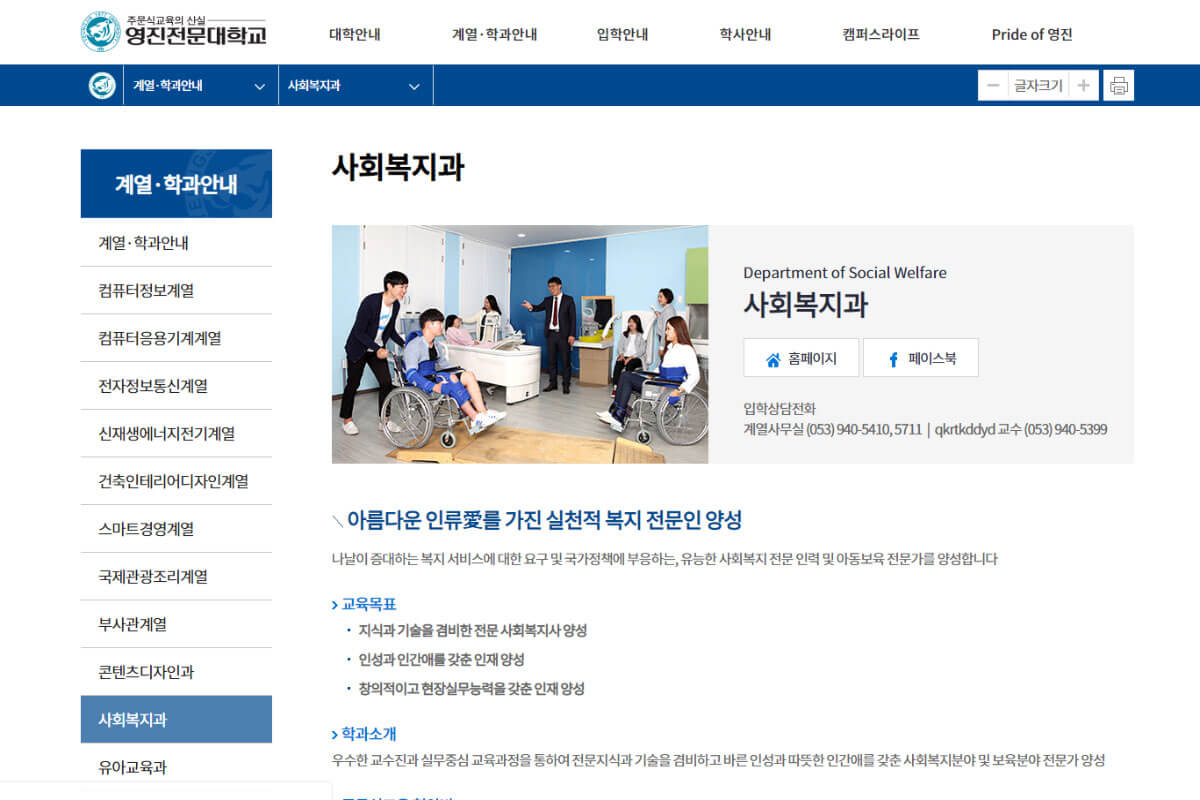 주문식교육의 산실
영진전문대학교
대학안내 계열·학과안내 입학안내 학사안내 캠퍼스라이프 Pride of 영진
계열·학과안내 사회복지과 글자크기
계열·학과안내
계열·학과안내
컴퓨터정보계열
컴퓨터응용기계계열
전자정보통신계열
신재생에너지전기계열
건축인테리어디자인계열
스마트경영계열
국제관광조리계열
부사관계열
콘텐츠디자인과
사회복지과
유아교육과
사회복지과
Department of Social Welfare
사회복지과
홈페이지 페이스북
입학상담전화
계열사무실 (053) 940-5410, 5711 | qkrtkddyd 교수 (053) 940-5399
아름다운 인류愛를 가진 실천적 복지 전문인 양성
나날이 증대하는 복지 서비스에 대한 요구 및 국가정책에 부응하는, 유능한 사회복지 전문 인력 및 아동보육 전문가를 양성합니다
교육목표
· 지식과 기술을 겸비한 전문 사회복지사 양성
· 인성과 인간애를 갖춘 인재 양성
· 창의적이고 현장실무능력을 갖춘 인재 양성
학과소개
우수한 교수진과 실무중심 교육과정을 통하여 전문지식과 기술을 겸비하고 바른 인성과 따뜻한 인간애를 갖춘 사회복지분야 및 보육분야 전문가 양성